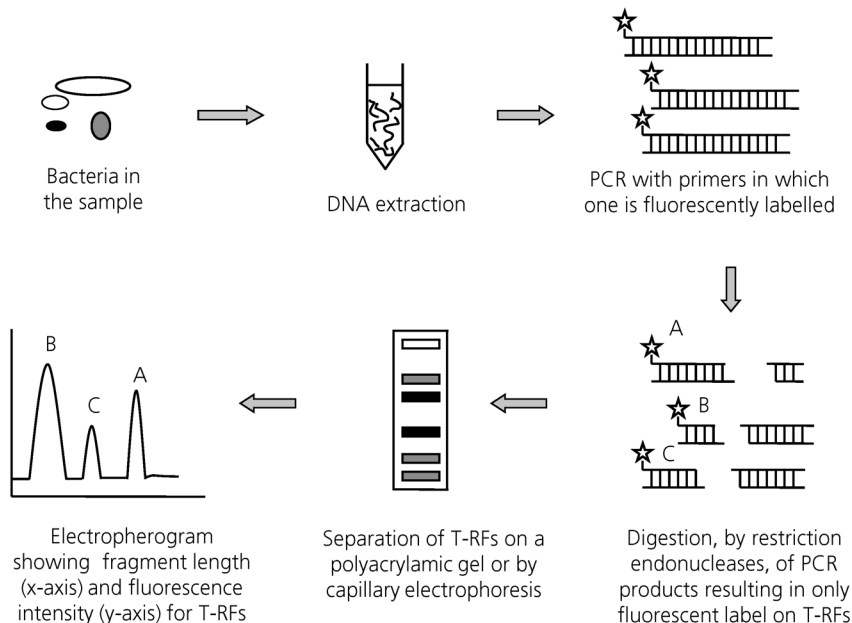 Bacteria in
the sample
DNA extraction
PCR with primers in which
one is fluorescently labelled
A
B
C
Digestion, by restriction
endonucleases, of PCR
products resulting in only
fluorescent label on T-RFs
Separation of T-RFs on a
polyacrylamic gel or by
capillary electrophoresis
B
C
A
Electropherogram
showing fragment length
(x-axis) and fluorescence
intensity (y-axis) for T-RFs